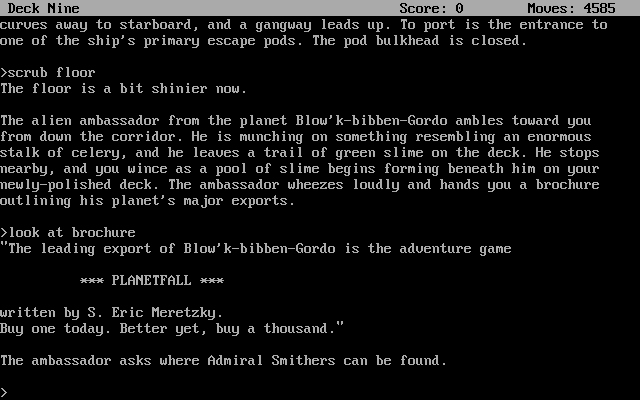 Deck Nine Score: 0 Moves: 4585
curves away to starboard, and a gangway leads up. To port is the entrance to
one of the ship's primary escape pods. The pod bulkhead is closed.
>scrub floor
The floor is a bit shinier now.
The alien ambassador from the planet Blow'k-bibben-Gordo ambles toward you
from down the corridor. He is munching on something resembling an enormous
stalk of celery, and he leaves a trail of green slime on the deck. He stops
nearby, and you wince as a pool of slime begins forming beneath him on your
newly-polished deck. The ambassador wheezes loudly and hands you a brochure
outlining his planet's major exports.
>look at brochure
"The leading export of Blow'k-bibben-Gordo is the adventure game
*** PLANETFALL ***
written by S. Eric Meretzky.
Buy one today. Better yet, buy a thousand."
The ambassador asks where Admiral Smithers can be found.
>